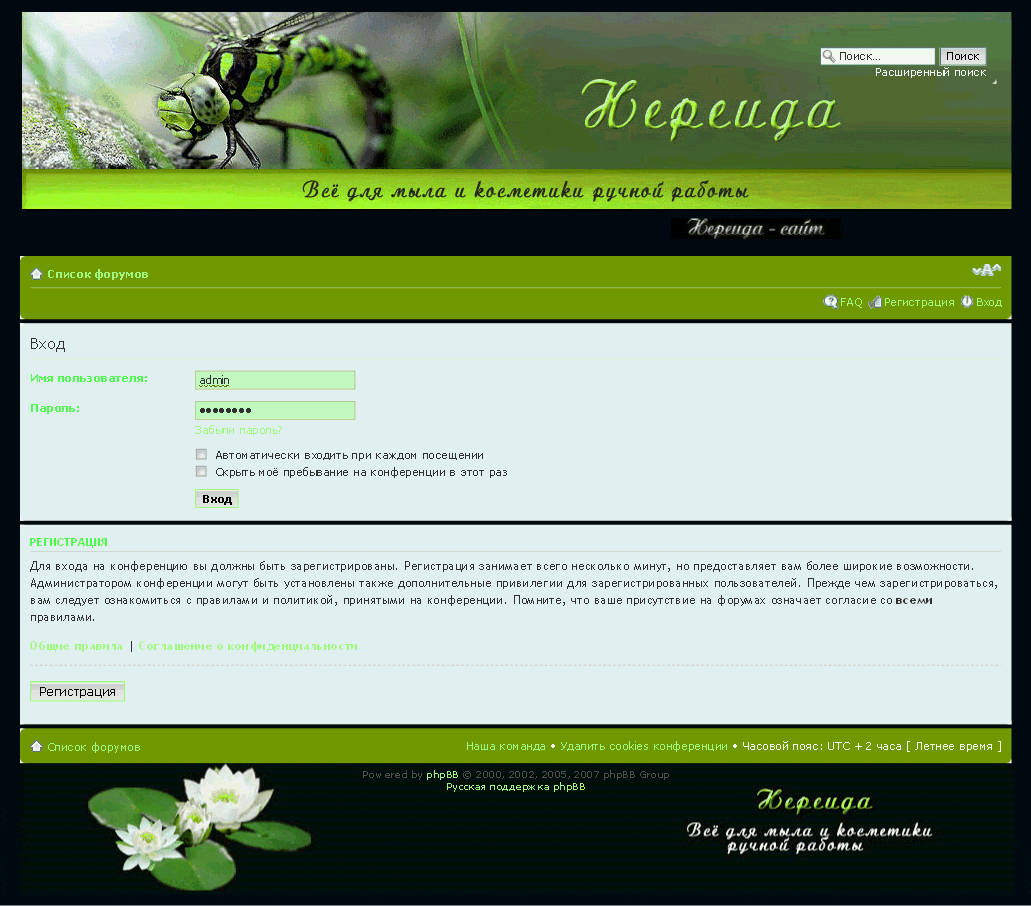 Поиск...
Поиск
Расширенный поиск
Нереида
Всё для мыла и косметики ручной работы
Нереида - сайт
Список форумов
vAA
FAQ Регистрация Вход
Вход
Имя пользователя:
admin
Пароль:
••••••••
Забыли пароль?
Автоматически входить при каждом посещении
Скрыть моё пребывание на конференции в этот раз
Вход
РЕГИСТРАЦИЯ
Для входа на конференцию вы должны быть зарегистрированы. Регистрация занимает всего несколько минут, но предоставляет вам более широкие возможности.
Администратором конференции могут быть установлены также дополнительные привилегии для зарегистрированных пользователей. Прежде чем зарегистрироваться,
вам следует ознакомиться с правилами и политикой, принятыми на конференции. Помните, что ваше присутствие на форумах означает согласие со всеми
правилами.
Общие правила | Соглашение о конфиденциальности
Регистрация
Список форумов
Наша команда • Удалить cookies конференции • Часовой пояс: UTC + 2 часа [ Летнее время ]
Powered by phpBB © 2000, 2002, 2005, 2007 phpBB Group
Русская поддержка phpBB
Нереида
Всё для мыла и косметики
ручной работы